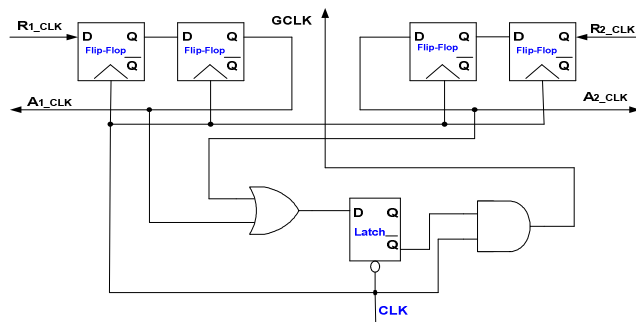 R1_CLK
GCLK
R2_CLK
D Q
Flip-Flop
Q
D Q
Flip-Flop
Q
D Q
Flip-Flop
Q
D Q
Flip-Flop
Q
A1_CLK
A2_CLK
D Q
Latch
Q
CLK